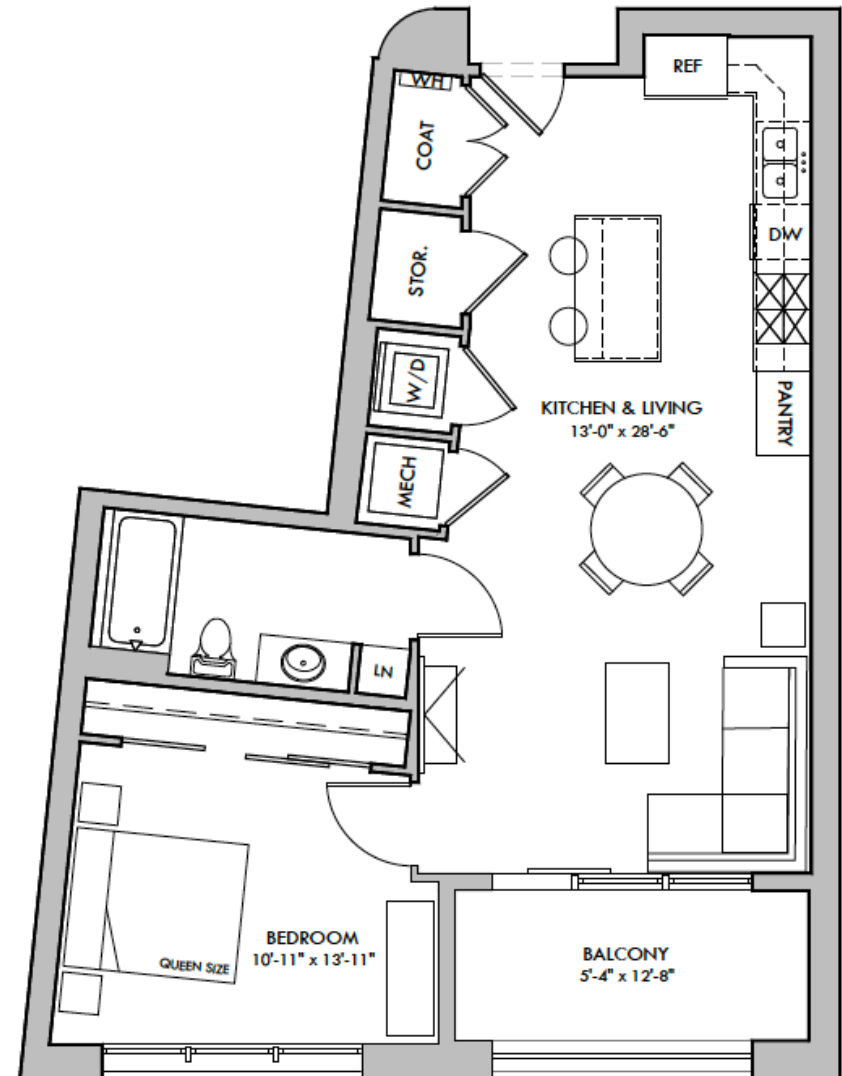 REF
WH
COAT
DW
STOR.
W/D
KITCHEN & LIVING
13'-0" x 28'-6"
PANTRY
MECH
LN
BEDROOM
10'-11" x 13'-11"
QUEEN SIZE
BALCONY
5'-4" x 12'-8"